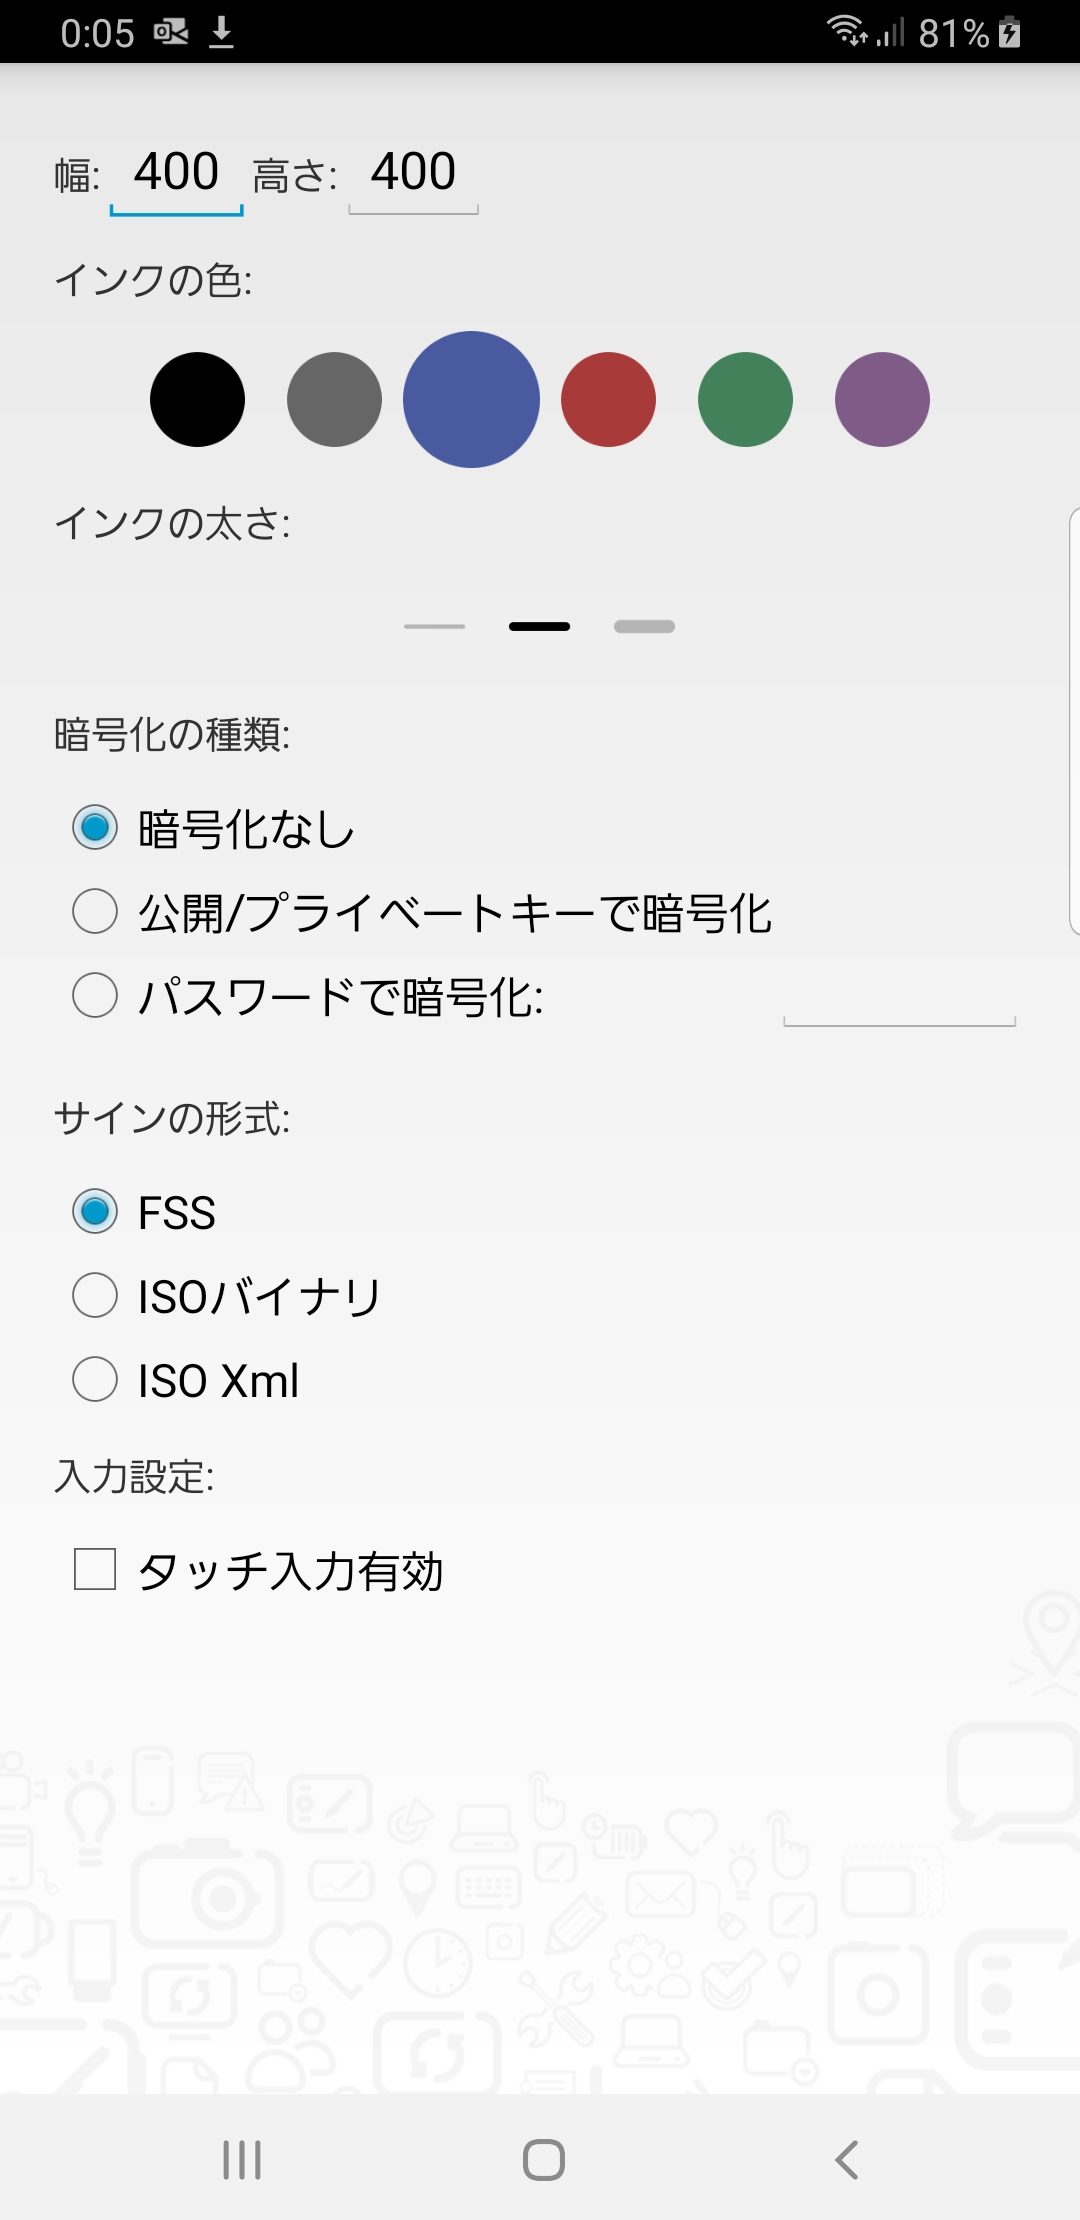 0:05 81%
幅: 400 高さ: 400
インクの色:
インクの太さ:
暗号化の種類:
暗号化なし
公開/プライベートキーで暗号化
パスワードで暗号化:
サインの形式:
FSS
ISOバイナリ
ISO Xml
入力設定:
タッチ入力有効